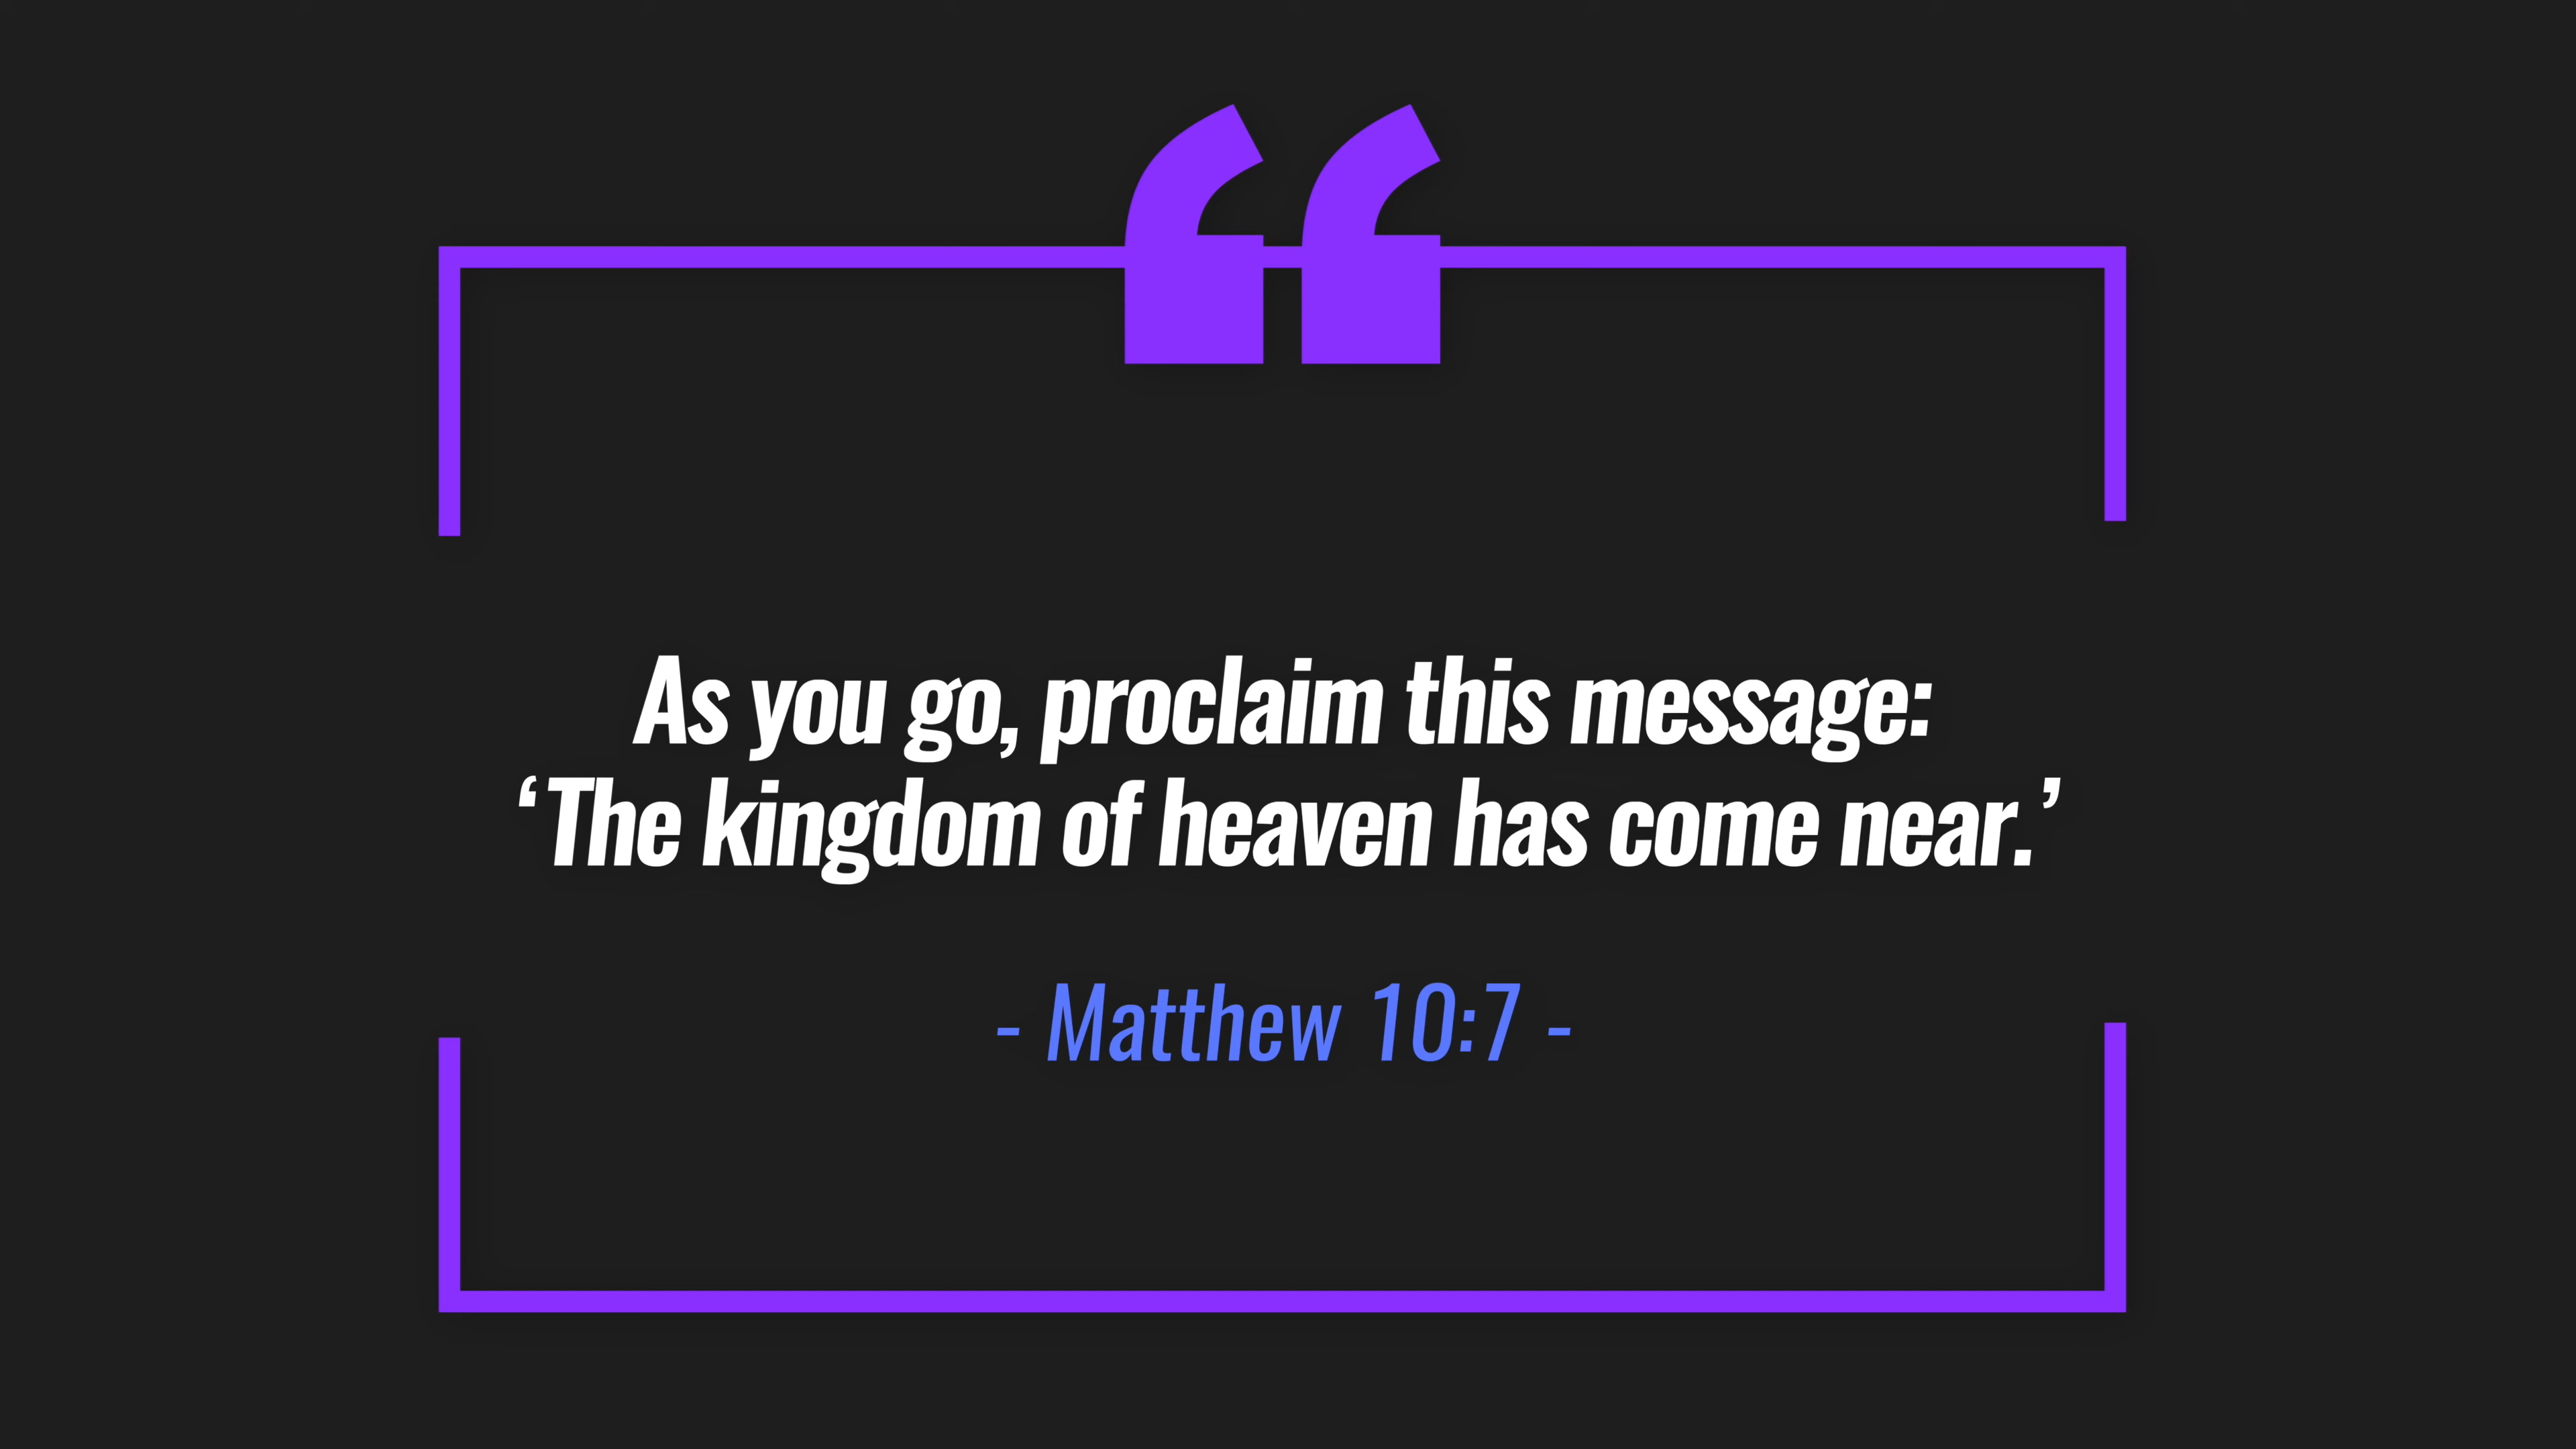 As you go, proclaim this message:
‘The kingdom of heaven has come near.’
- Matthew 10:7 -